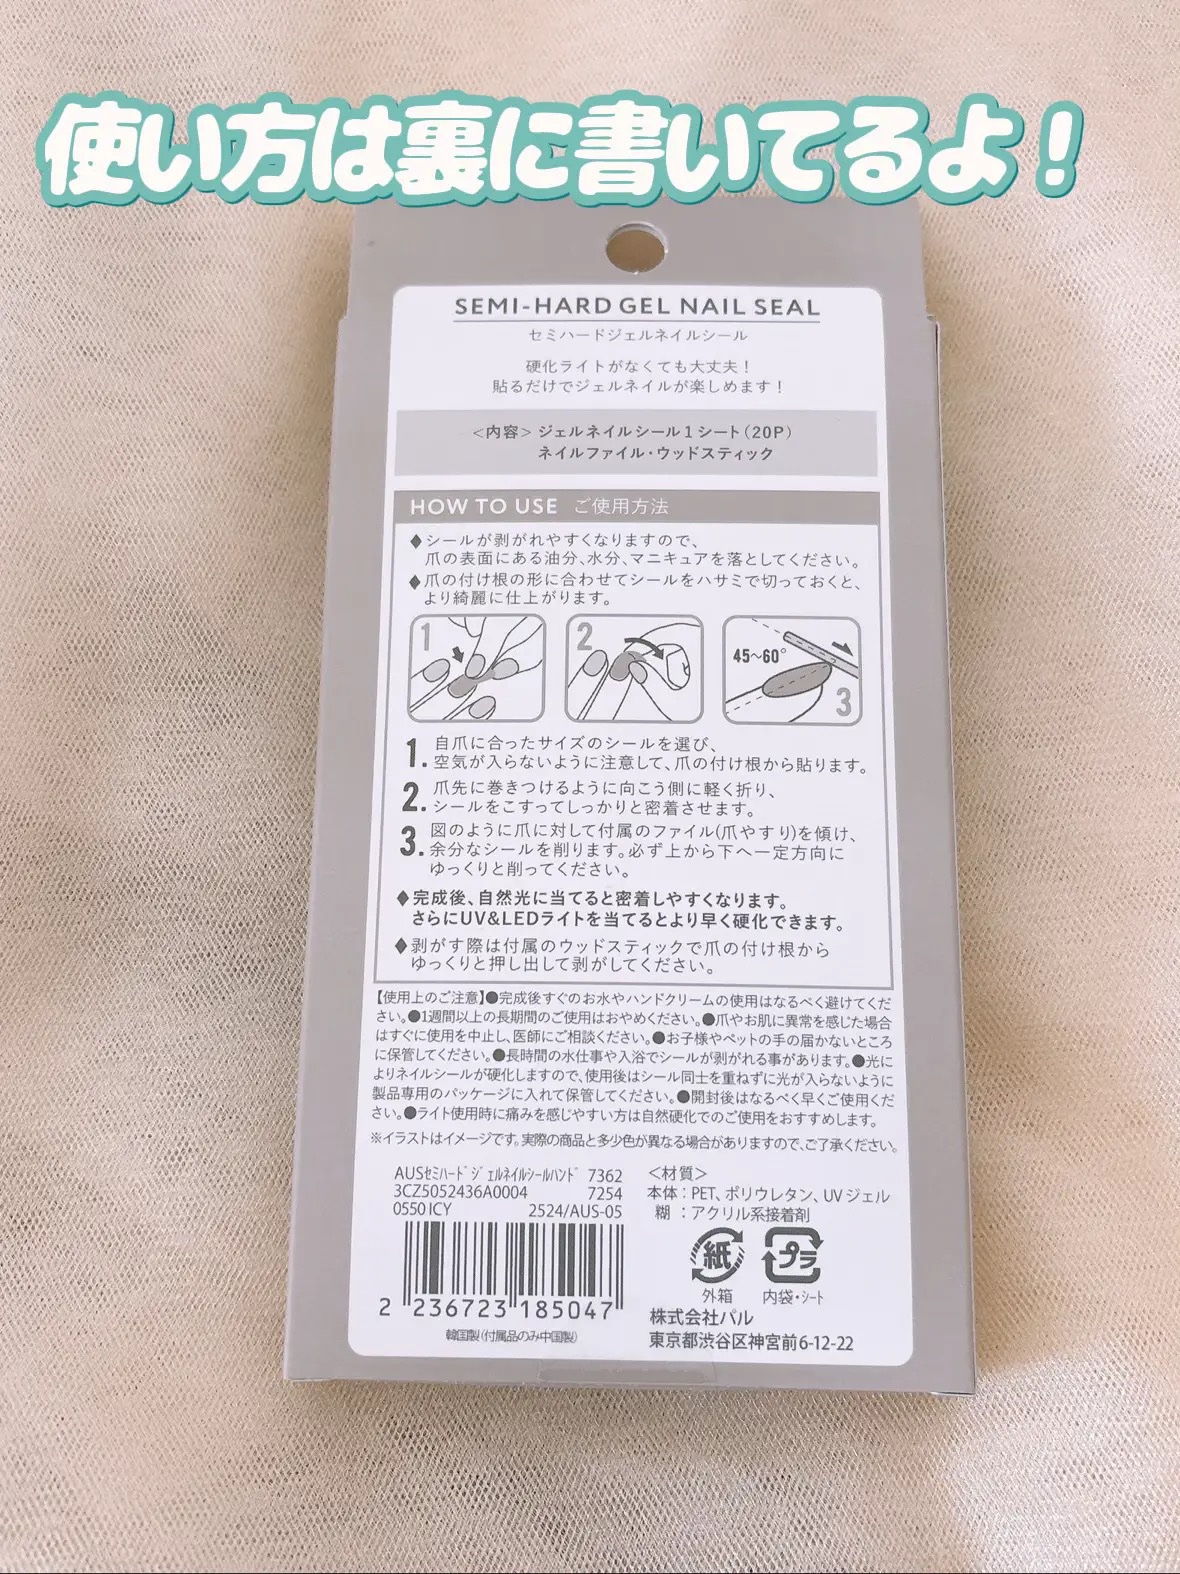 使い方は裏に書いてるよ！
SEMI-HARD GEL NAIL SEAL
セミハードジェルネイルシール
硬化ライトがなくても大丈夫！
貼るだけでジェルネイルが楽しめます！
＜内容＞ジェルネイルシール1シート（20P）
ネイルファイル・ウッドスティック
HOW TO USE ご使用方法
♦シールが剥がれやすくなりますので、
爪の表面にある油分、水分、マニキュアを落としてください。
♦爪の付け根の形に合わせてシールをハサミで切っておくと、
より綺麗に仕上がります。
1
2
45~60°
3
1. 自爪に合ったサイズのシールを選び、
空気が入らないように注意して、爪の付け根から貼ります。
2. 爪先に巻きつけるように向こう側に軽く折り、
シールをこすってしっかりと密着させます。
3. 図のように爪に対して付属のファイル(爪やすり)を傾け、
余分なシールを削ります。必ず上から下へ一定方向に
ゆっくりと削ってください。
♦完成後、自然光に当てると密着しやすくなります。
さらにUV&LEDライトを当てるとより早く硬化できます。
♦剥がす際は付属のウッドスティックで爪の付け根から
ゆっくりと押し出して剥がしてください。
【使用上のご注意】●完成後すぐのお水やハンドクリームの使用はなるべく避けてくだ
さい。●1週間以上の長期間のご使用はおやめください。●爪やお肌に異常を感じた場合
はすぐに使用を中止し、医師にご相談ください。●お子様やペットの手の届かないところ
に保管してください。●長時間の水仕事や入浴でシールが剥がれる事があります。●光に
よりネイルシールが硬化しますので、使用後はシール同士を重ねずに光が入らないように
製品専用のパッケージに入れて保管してください。●開封後はなるべく早くご使用くだ
さい。●ライト使用時に痛みを感じやすい方は自然硬化でのご使用をおすすめします。
※イラストはイメージです。実際の商品と多少色が異なる場合がありますので、ご了承ください。
AUSセミハードジェルネイルシールハンド 7362
3CZ5052436A0004 7254
0550 ICY 2524/AUS-05
2 236723 185047
韓国製（付属品のみ中国製）
＜材質＞
本体：PET、ポリウレタン、UVジェル
糊 ：アクリル系接着剤
紙 プラ
外箱 内袋・シート
株式会社パル
東京都渋谷区神宮前6-12-22